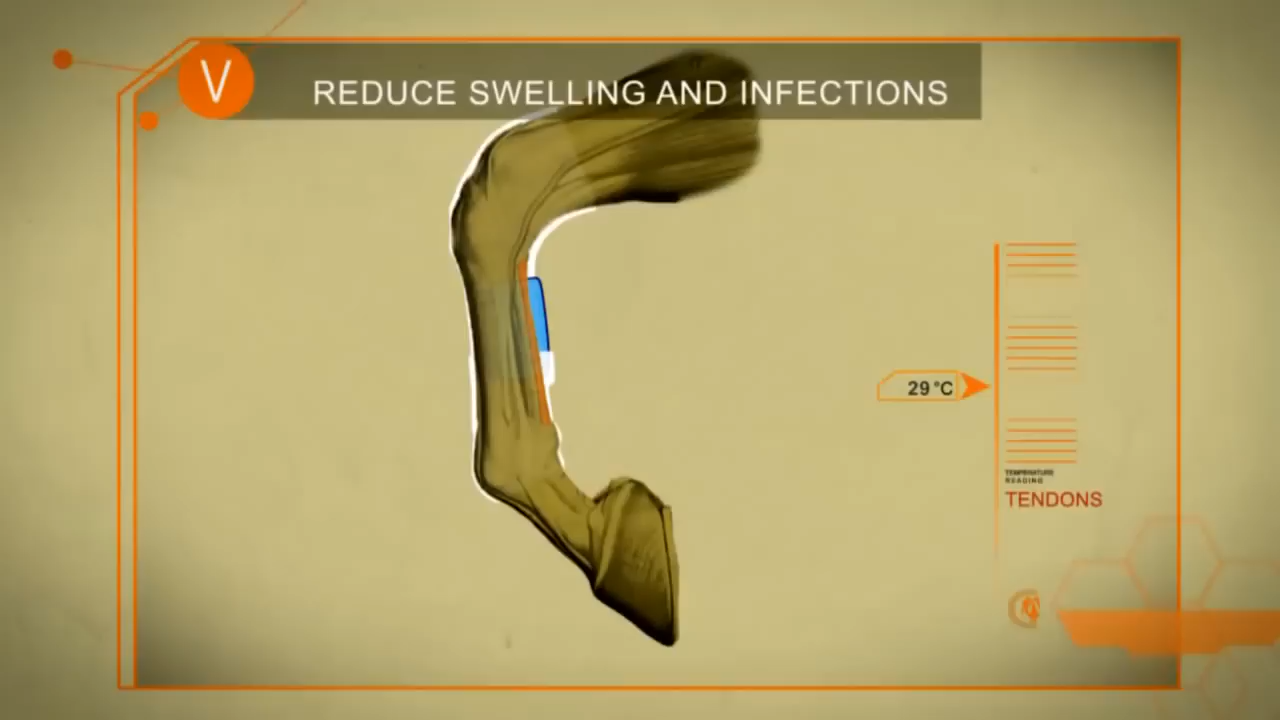 V
REDUCE SWELLING AND INFECTIONS
29°C
TEMPERATURE
READING
TENDONS